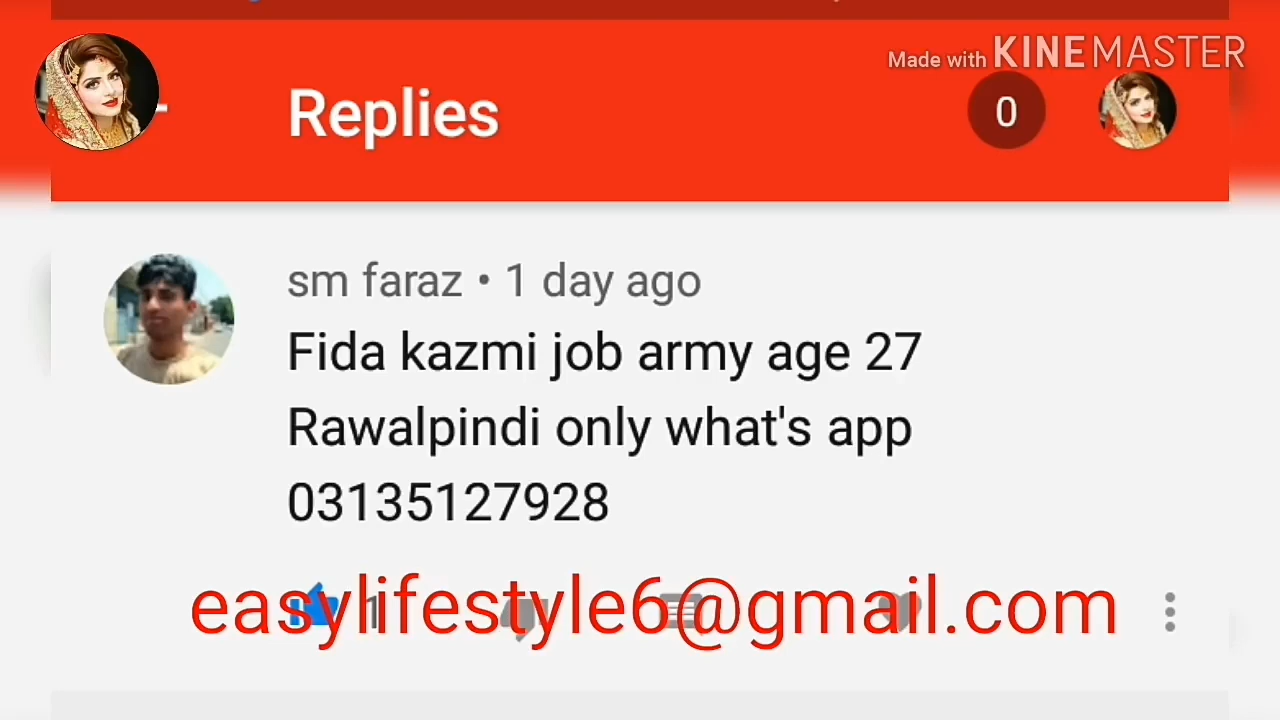 Made with KINEMASTER
Replies
0
sm faraz • 1 day ago
Fida kazmi job army age 27
Rawalpindi only what's app
03135127928
1
easylifestyle6@gmail.com